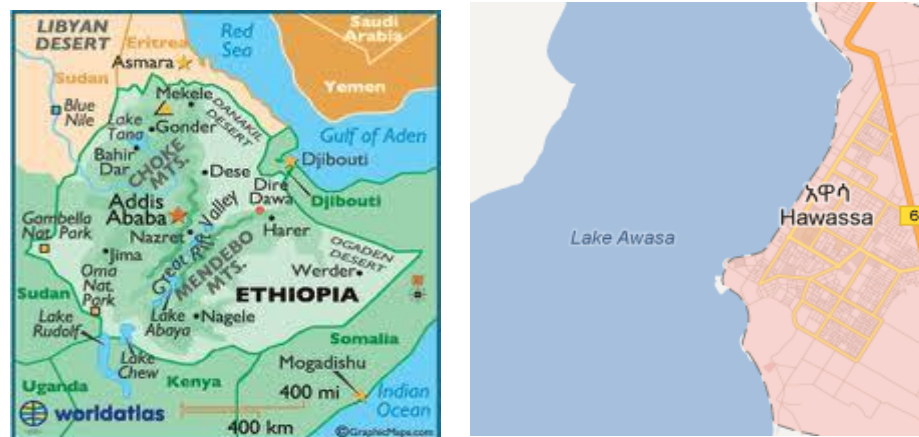 LIBYAN
DESERT
Eritrea
Red
Sea
Saudi
Arabia
Asmara
Sudan
Yemen
Mekele
DANAKIL
DESERT
Blue
Nile
Lake
Tana
Gonder
Gulf of Aden
Bahir
Dar
CHOKE
MTS.
Dese
Djibouti
Dire
Dawa
Djibouti
Addis
Ababa
Great Rift Valley
Gambella
Nat. Park
Nazret
Harer
Jima
MENDEBO
MTS.
OGADEN
DESERT
Oma
Nat.
Park
Werder
ETHIOPIA
Sudan
Lake
Abaya
Nagele
Lake
Rudolf
Somalia
Lake
Chew
Mogadishu
Uganda
Kenya
400 mi
Indian
Ocean
worldatlas
400 km
©GraphicMaps.com
አዋሳ
Hawassa
6
Lake Awasa